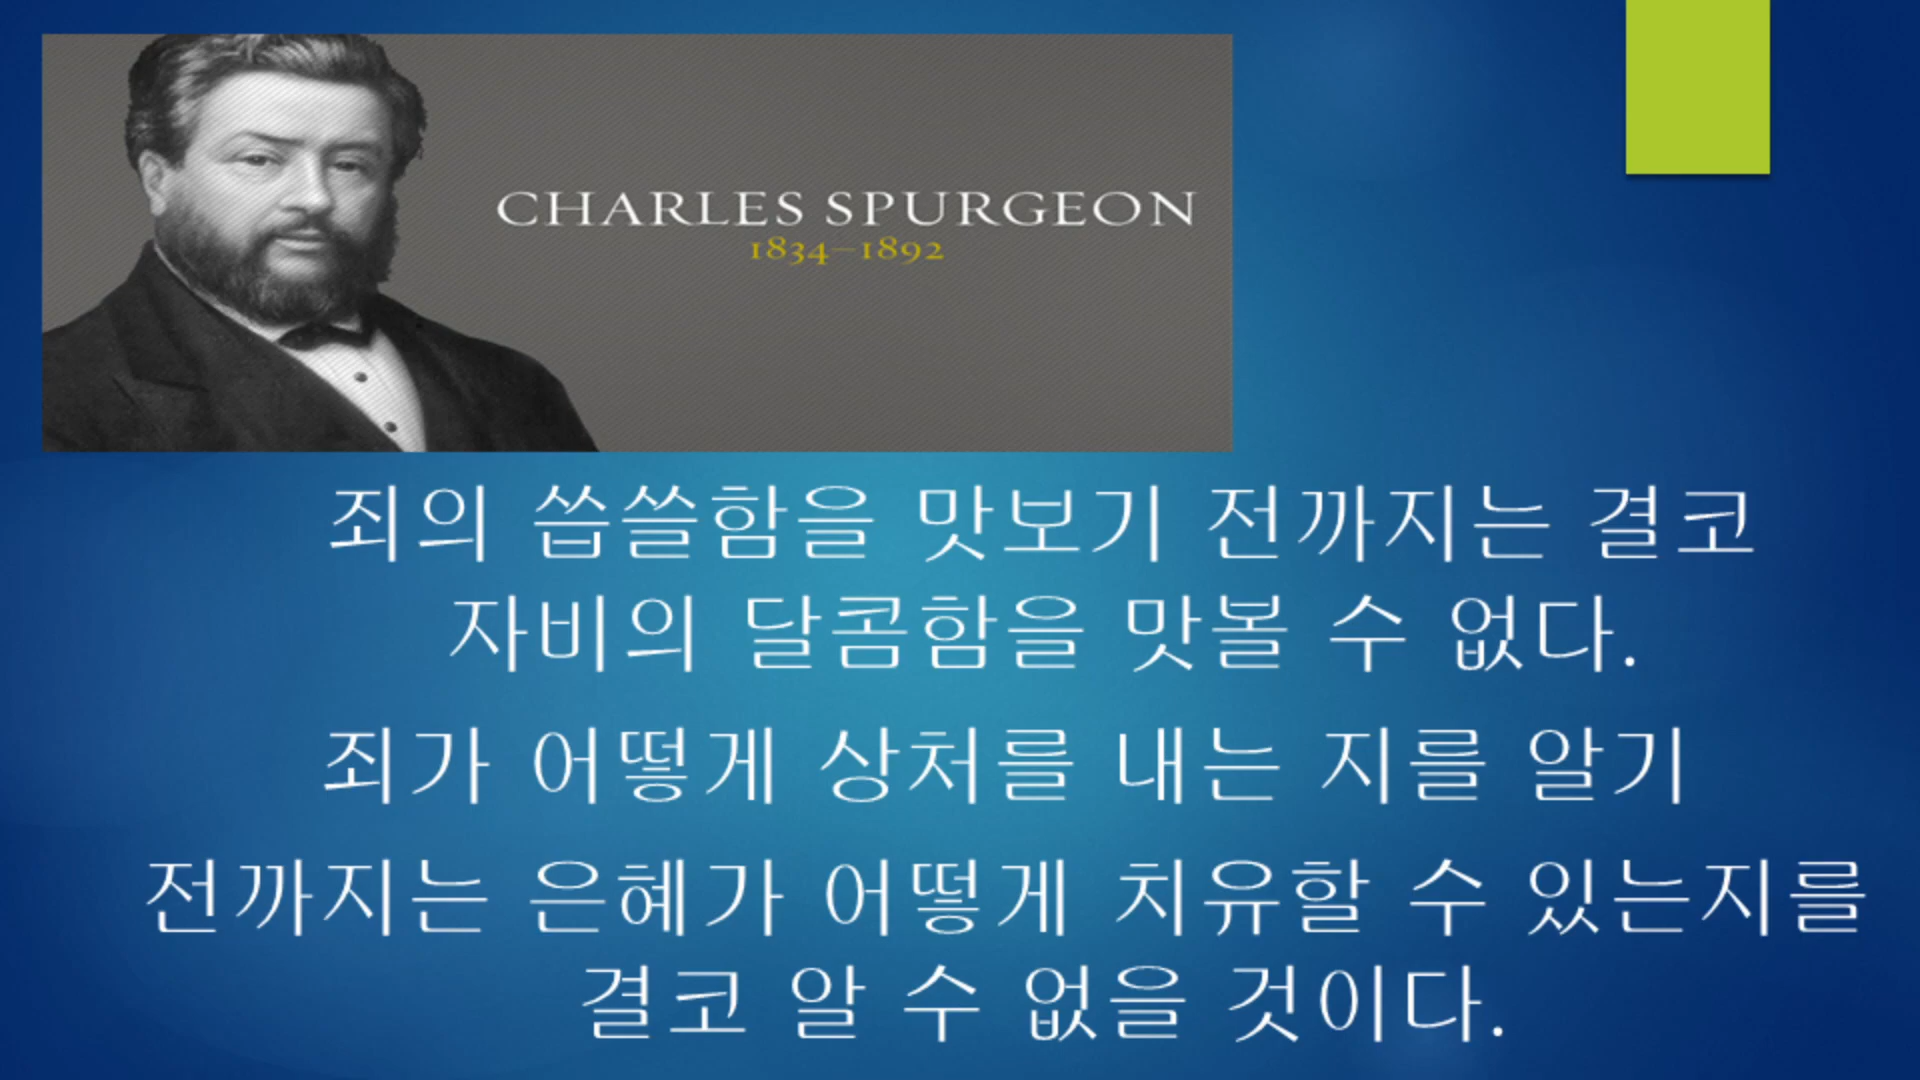 CHARLES SPURGEON
1834–1892
죄의 씁쓸함을 맛보기 전까지는 결코
자비의 달콤함을 맛볼 수 없다.
죄가 어떻게 상처를 내는 지를 알기
전까지는 은혜가 어떻게 치유할 수 있는지를
결코 알 수 없을 것이다.